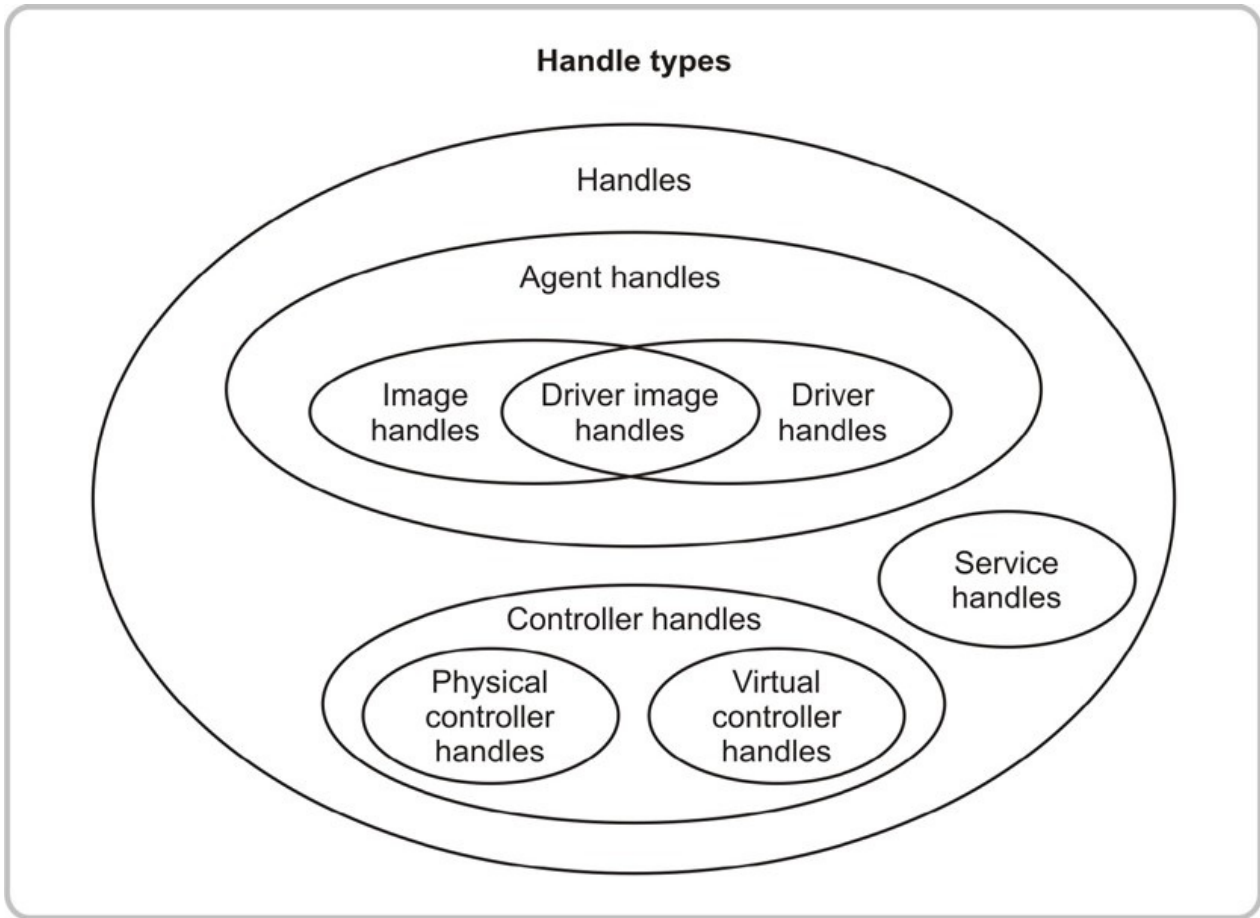 Handle types
Handles
Agent handles
Image
handles
Driver image
handles
Driver
handles
Service
handles
Controller handles
Physical
controller
handles
Virtual
controller
handles